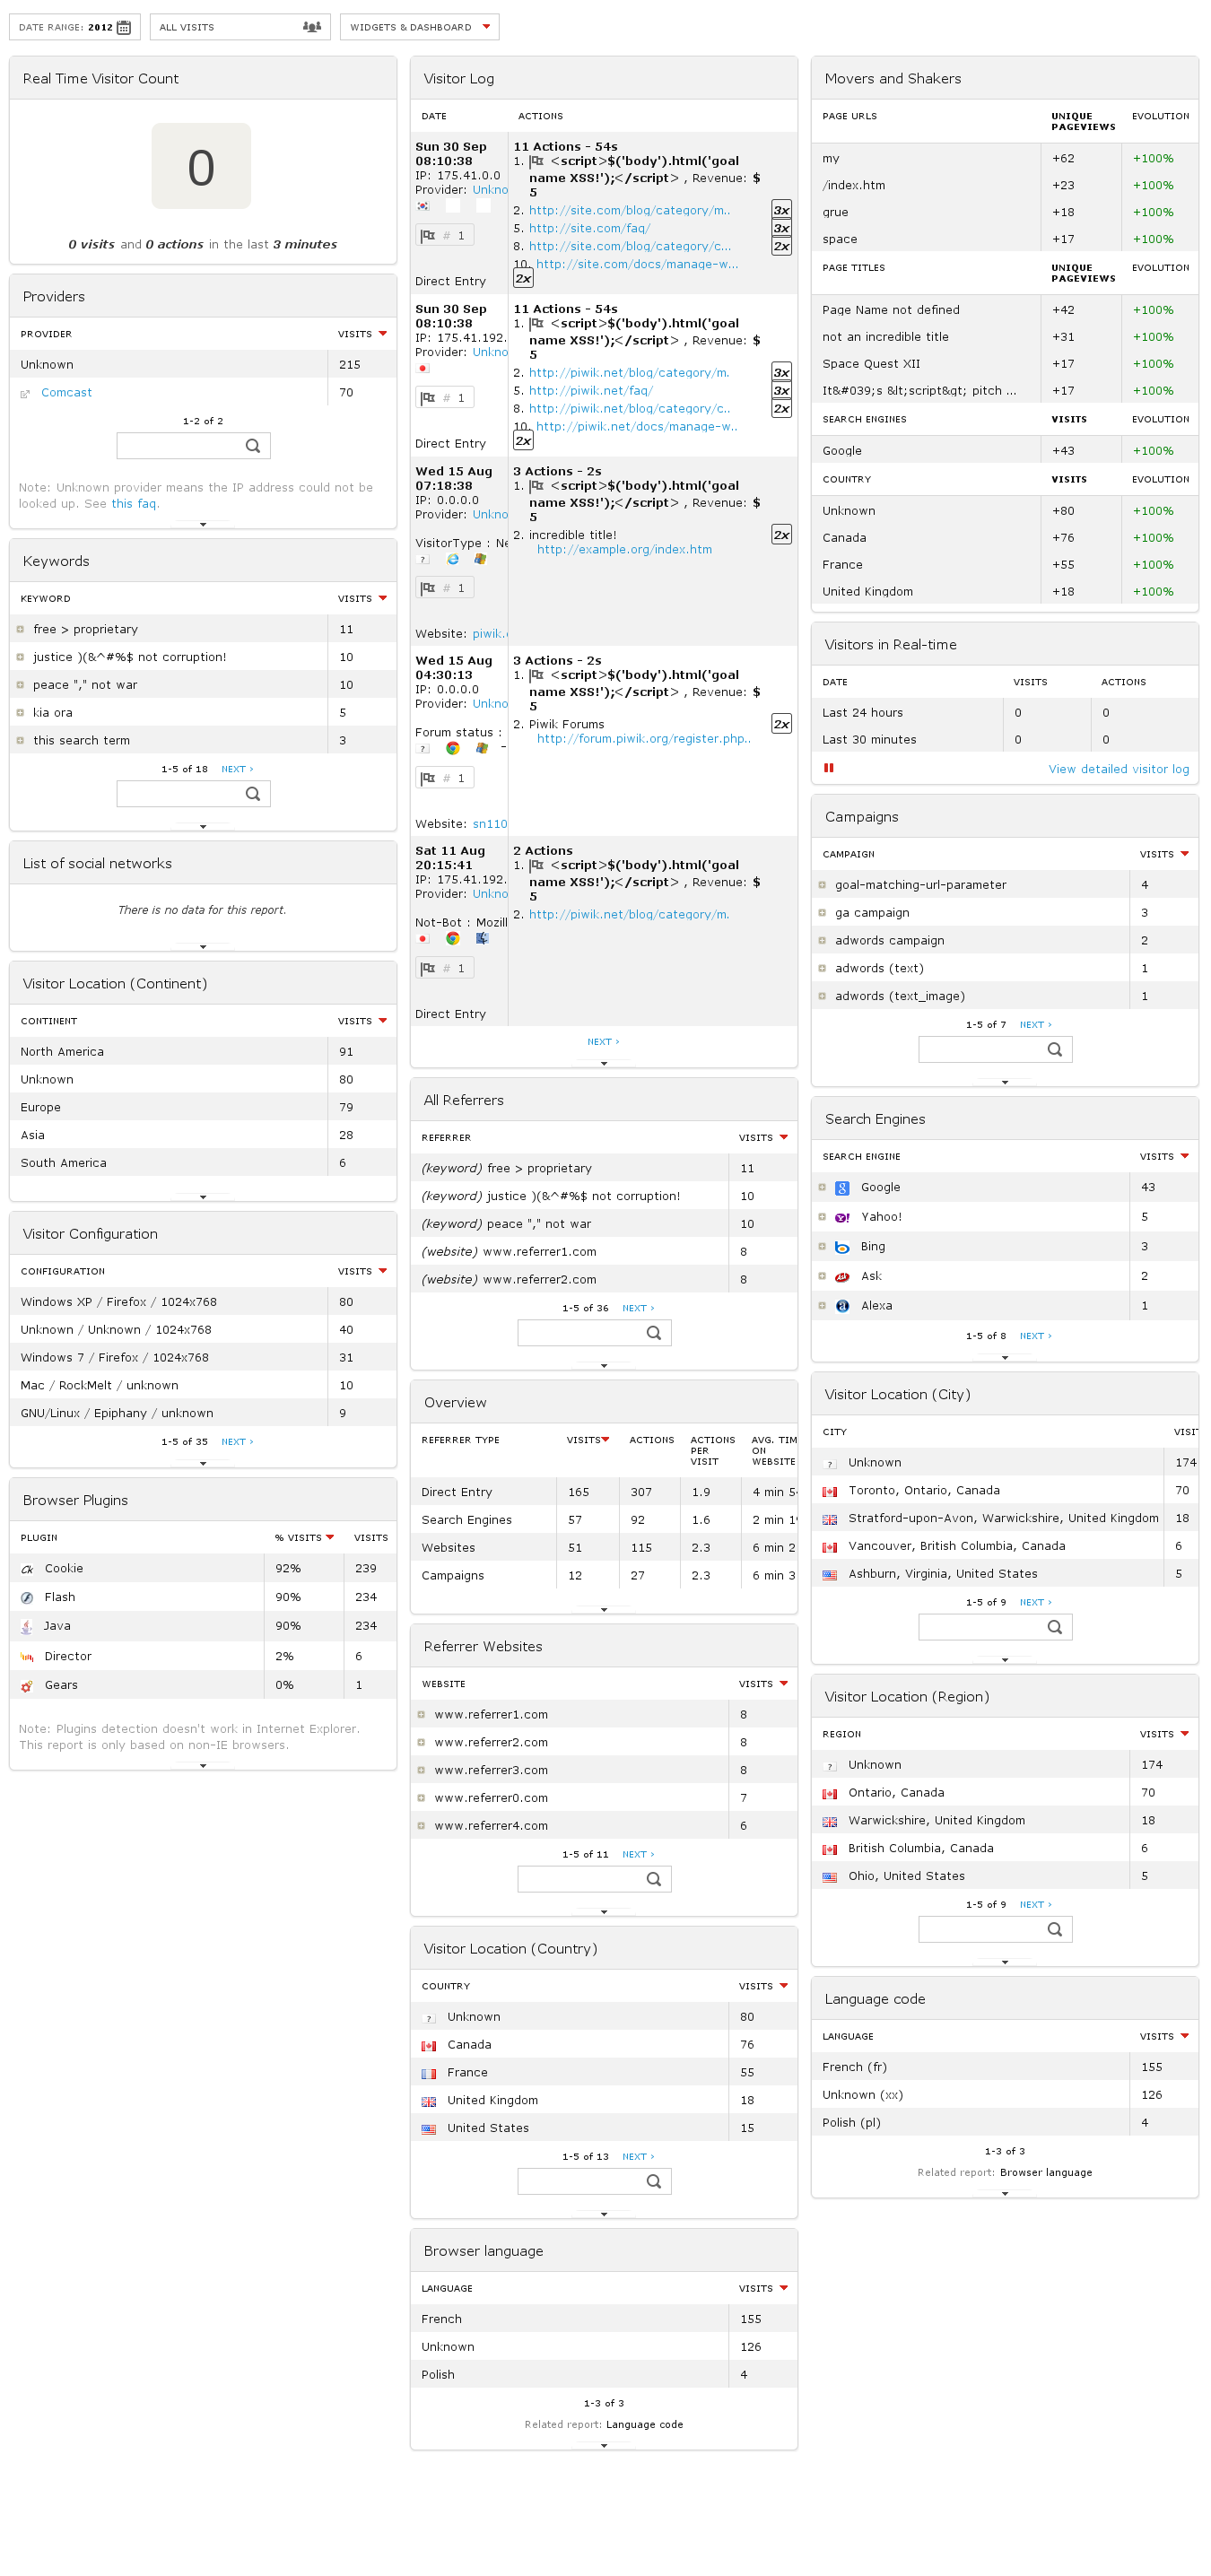 DATE RANGE: 2012
ALL VISITS
WIDGETS & DASHBOARD
Real Time Visitor Count
0
0 visits and 0 actions in the last 3 minutes
Providers
PROVIDER VISITS
Unknown 215
Comcast 70
1-2 of 2
Note: Unknown provider means the IP address could not be
looked up. See this faq.
Keywords
KEYWORD VISITS
free > proprietary 11
justice )(&^#%$ not corruption! 10
peace "," not war 10
kia ora 5
this search term 3
1-5 of 18 NEXT ›
List of social networks
There is no data for this report.
Visitor Location (Continent)
CONTINENT VISITS
North America 91
Unknown 80
Europe 79
Asia 28
South America 6
Visitor Configuration
CONFIGURATION VISITS
Windows XP / Firefox / 1024x768 80
Unknown / Unknown / 1024x768 40
Windows 7 / Firefox / 1024x768 31
Mac / RockMelt / unknown 10
GNU/Linux / Epiphany / unknown 9
1-5 of 35 NEXT ›
Browser Plugins
PLUGIN % VISITS VISITS
Cookie 92% 239
Flash 90% 234
Java 90% 234
Director 2% 6
Gears 0% 1
Note: Plugins detection doesn't work in Internet Explorer.
This report is only based on non-IE browsers.
Visitor Log
DATE ACTIONS
Sun 30 Sep
08:10:38
IP: 175.41.0.0
Provider: Unkno
# 1
Direct Entry
11 Actions - 54s
1. <script>$('body').html('goal
name XSS!');</script> , Revenue: $
5
2. http://site.com/blog/category/m.. 3x
5. http://site.com/faq/ 3x
8. http://site.com/blog/category/c... 2x
10. http://site.com/docs/manage-w...
2x
Sun 30 Sep
08:10:38
IP: 175.41.192.
Provider: Unkno
# 1
Direct Entry
11 Actions - 54s
1. <script>$('body').html('goal
name XSS!');</script> , Revenue: $
5
2. http://piwik.net/blog/category/m. 3x
5. http://piwik.net/faq/ 3x
8. http://piwik.net/blog/category/c.. 2x
10. http://piwik.net/docs/manage-w..
2x
Wed 15 Aug
07:18:38
IP: 0.0.0.0
Provider: Unkno
VisitorType : Ne
# 1
Website: piwik.
3 Actions - 2s
1. <script>$('body').html('goal
name XSS!');</script> , Revenue: $
5
2. incredible title! 2x
http://example.org/index.htm
Wed 15 Aug
04:30:13
IP: 0.0.0.0
Provider: Unkno
Forum status :
# 1
Website: sn110
3 Actions - 2s
1. <script>$('body').html('goal
name XSS!');</script> , Revenue: $
5
2. Piwik Forums 2x
http://forum.piwik.org/register.php..
Sat 11 Aug
20:15:41
IP: 175.41.192.
Provider: Unkno
Not-Bot : Mozill
# 1
Direct Entry
2 Actions
1. <script>$('body').html('goal
name XSS!');</script> , Revenue: $
5
2. http://piwik.net/blog/category/m.
NEXT ›
All Referrers
REFERRER VISITS
(keyword) free > proprietary 11
(keyword) justice )(&^#%$ not corruption! 10
(keyword) peace "," not war 10
(website) www.referrer1.com 8
(website) www.referrer2.com 8
1-5 of 36 NEXT ›
Overview
REFERRER TYPE VISITS ACTIONS ACTIONS PER VISIT AVG. TIM ON WEBSITE
Direct Entry 165 307 1.9 4 min 54
Search Engines 57 92 1.6 2 min 19
Websites 51 115 2.3 6 min 2
Campaigns 12 27 2.3 6 min 3
Referrer Websites
WEBSITE VISITS
www.referrer1.com 8
www.referrer2.com 8
www.referrer3.com 8
www.referrer0.com 7
www.referrer4.com 6
1-5 of 11 NEXT ›
Visitor Location (Country)
COUNTRY VISITS
Unknown 80
Canada 76
France 55
United Kingdom 18
United States 15
1-5 of 13 NEXT ›
Browser language
LANGUAGE VISITS
French 155
Unknown 126
Polish 4
1-3 of 3
Related report: Language code
Movers and Shakers
PAGE URLS UNIQUE PAGEVIEWS EVOLUTION
my +62 +100%
/index.htm +23 +100%
grue +18 +100%
space +17 +100%
PAGE TITLES UNIQUE PAGEVIEWS EVOLUTION
Page Name not defined +42 +100%
not an incredible title +31 +100%
Space Quest XII +17 +100%
It&#039;s &lt;script&gt; pitch ... +17 +100%
SEARCH ENGINES VISITS EVOLUTION
Google +43 +100%
COUNTRY VISITS EVOLUTION
Unknown +80 +100%
Canada +76 +100%
France +55 +100%
United Kingdom +18 +100%
Visitors in Real-time
DATE VISITS ACTIONS
Last 24 hours 0 0
Last 30 minutes 0 0
View detailed visitor log
Campaigns
CAMPAIGN VISITS
goal-matching-url-parameter 4
ga campaign 3
adwords campaign 2
adwords (text) 1
adwords (text_image) 1
1-5 of 7 NEXT ›
Search Engines
SEARCH ENGINE VISITS
Google 43
Yahoo! 5
Bing 3
Ask 2
Alexa 1
1-5 of 8 NEXT ›
Visitor Location (City)
CITY VISIT
Unknown 174
Toronto, Ontario, Canada 70
Stratford-upon-Avon, Warwickshire, United Kingdom 18
Vancouver, British Columbia, Canada 6
Ashburn, Virginia, United States 5
1-5 of 9 NEXT ›
Visitor Location (Region)
REGION VISITS
Unknown 174
Ontario, Canada 70
Warwickshire, United Kingdom 18
British Columbia, Canada 6
Ohio, United States 5
1-5 of 9 NEXT ›
Language code
LANGUAGE VISITS
French (fr) 155
Unknown (xx) 126
Polish (pl) 4
1-3 of 3
Related report: Browser language